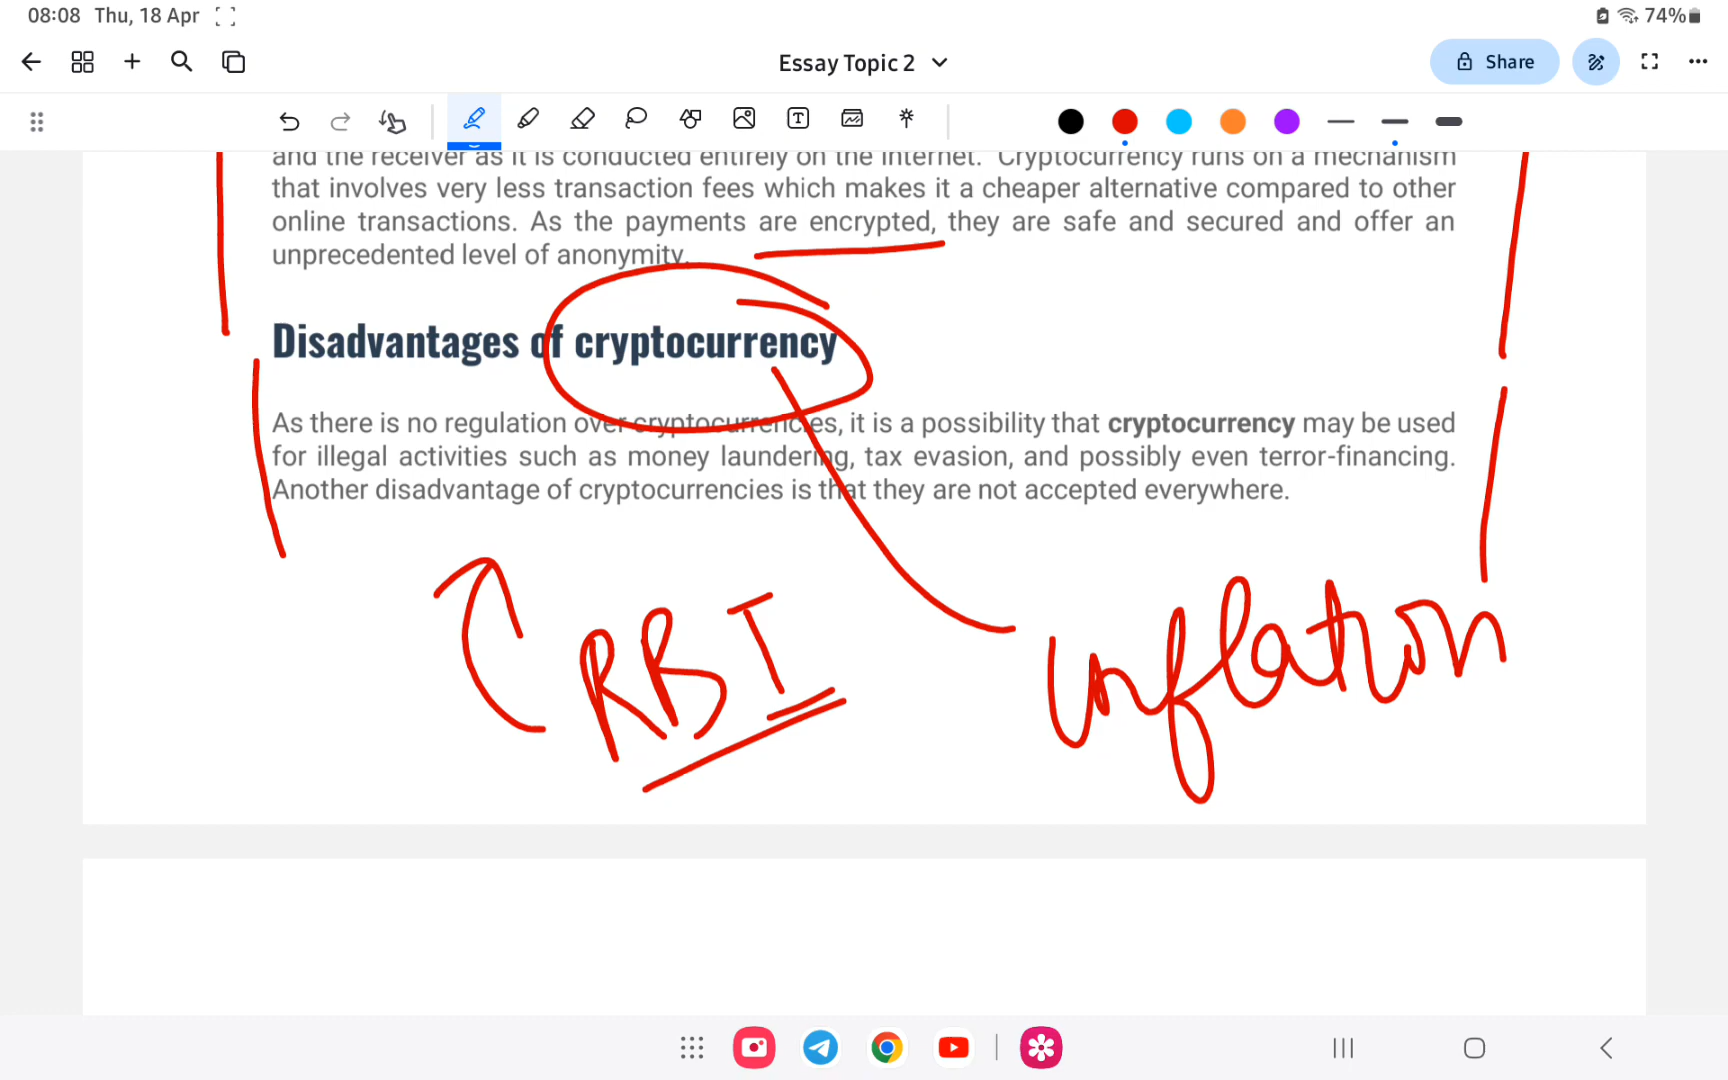 08:08 Thu, 18 Apr
74%
Essay Topic 2
Share
and the receiver as it is conducted entirely on the Internet. Cryptocurrency runs on a mechanism
that involves very less transaction fees which makes it a cheaper alternative compared to other
online transactions. As the payments are encrypted, they are safe and secured and offer an
unprecedented level of anonymity.
Disadvantages of cryptocurrency
As there is no regulation over cryptocurrencies, it is a possibility that cryptocurrency may be used
for illegal activities such as money laundering, tax evasion, and possibly even terror-financing.
Another disadvantage of cryptocurrencies is that they are not accepted everywhere.
RBI
inflation